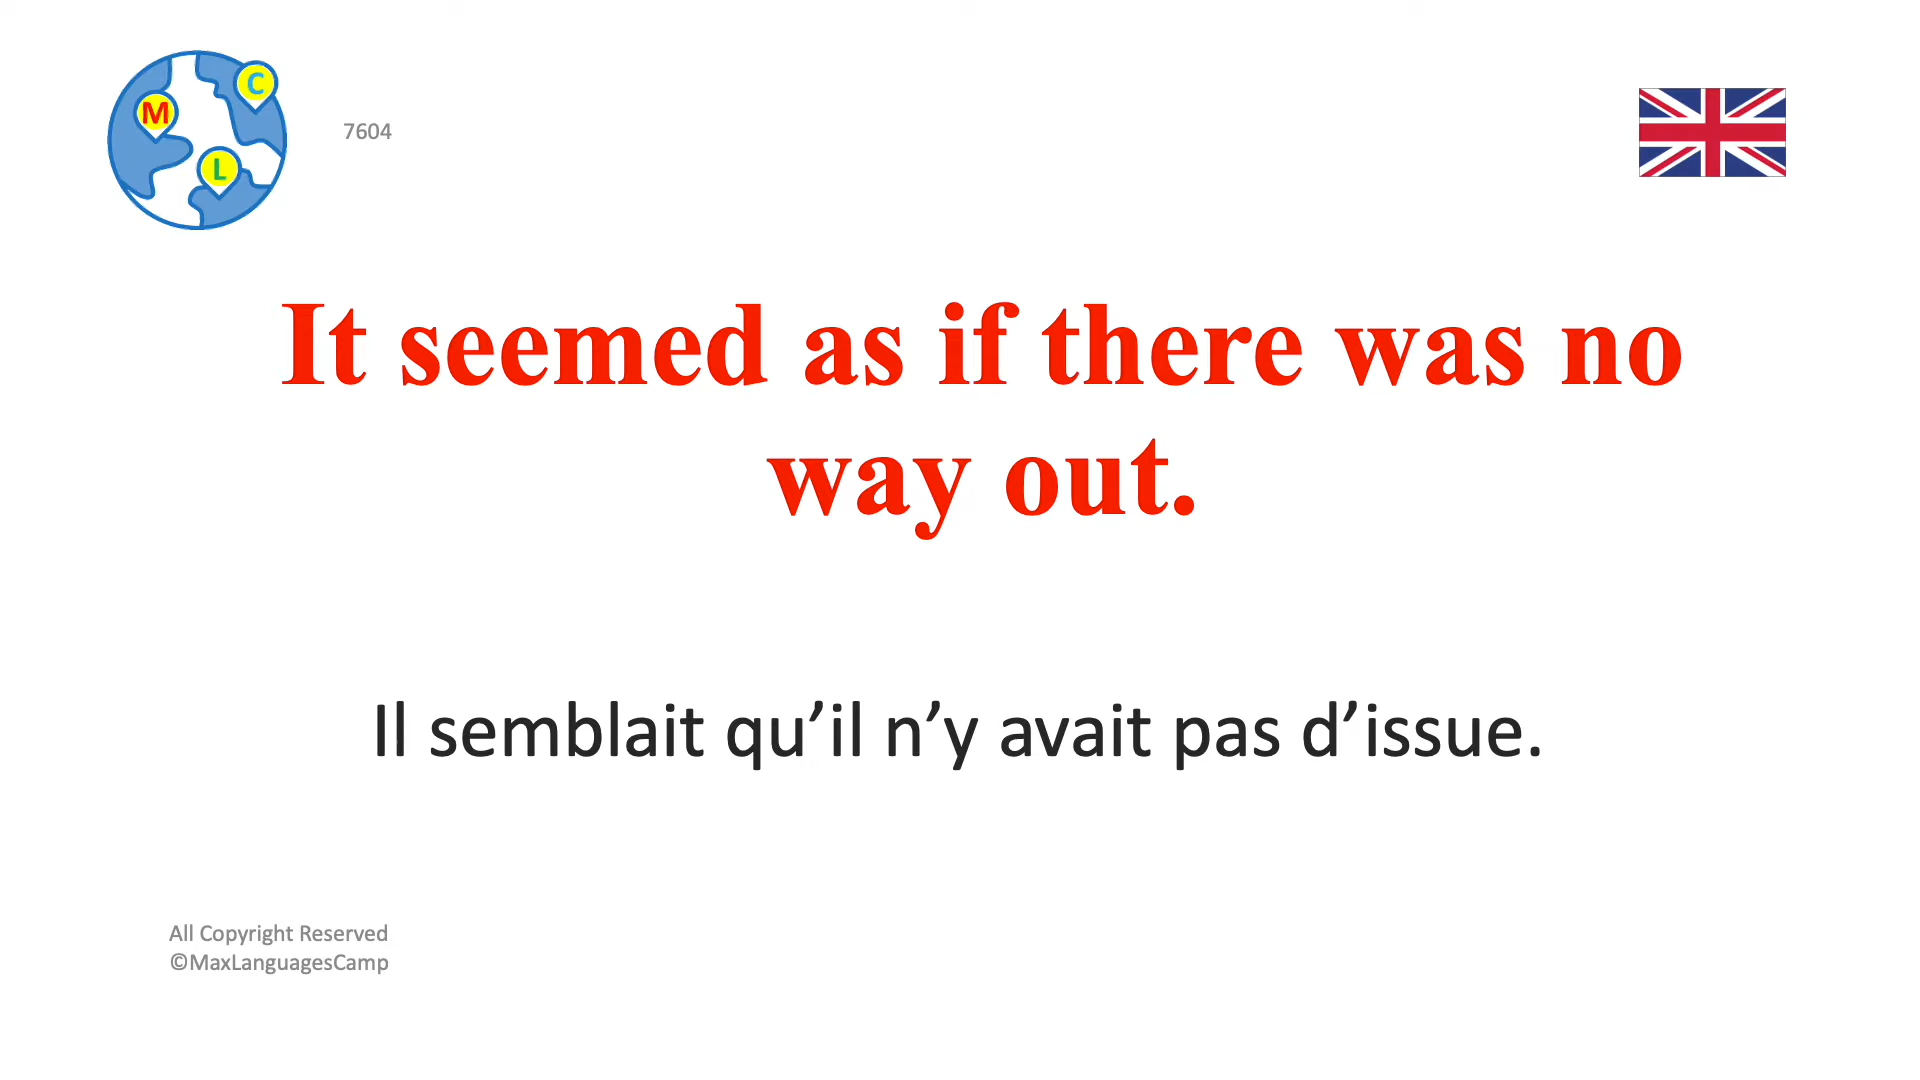 M
C
L
7604
It seemed as if there was no
way out.
Il semblait qu’il n’y avait pas d’issue.
All Copyright Reserved
©MaxLanguagesCamp